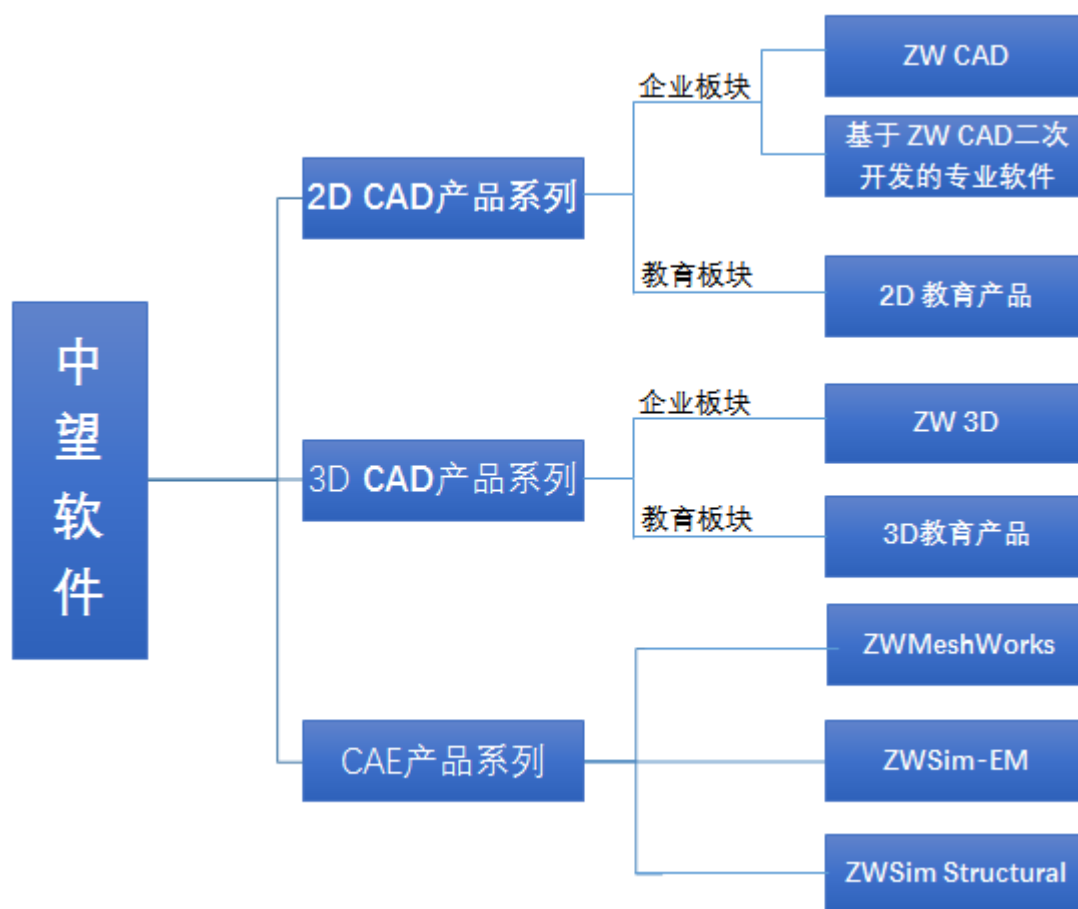 中
望
软
件
2D CAD产品系列
企业板块
ZW CAD
基于 ZW CAD二次
开发的专业软件
教育板块
2D 教育产品
3D CAD产品系列
企业板块
ZW 3D
教育板块
3D教育产品
CAE产品系列
ZWMeshWorks
ZWSim-EM
ZWSim Structural